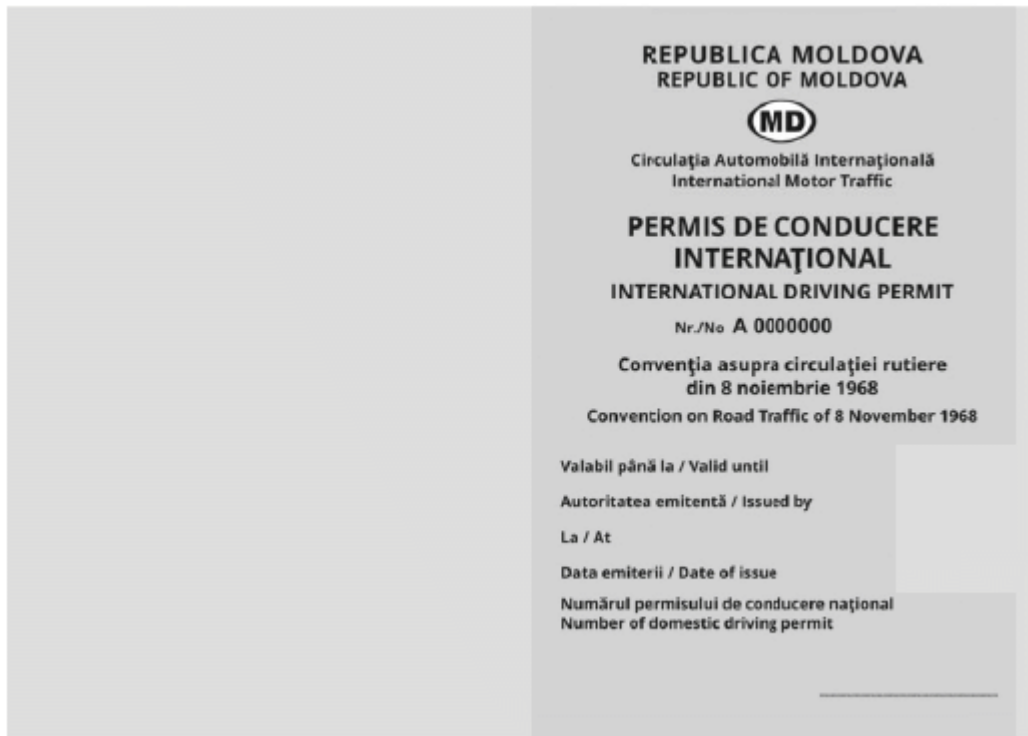 REPUBLICA MOLDOVA
REPUBLIC OF MOLDOVA
MD
Circulaţia Automobilă Internaţională
International Motor Traffic
PERMIS DE CONDUCERE
INTERNAŢIONAL
INTERNATIONAL DRIVING PERMIT
Nr./No A 0000000
Convenţia asupra circulaţiei rutiere
din 8 noiembrie 1968
Convention on Road Traffic of 8 November 1968
Valabil până la / Valid until
Autoritatea emitentă / Issued by
La / At
Data emiterii / Date of issue
Numărul permisului de conducere naţional
Number of domestic driving permit